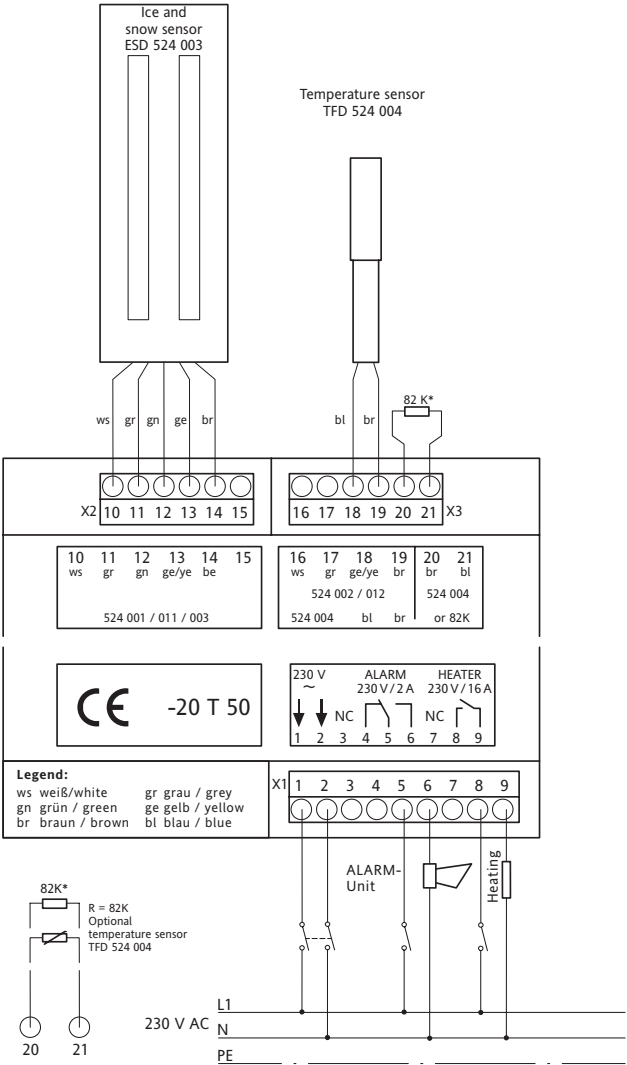 Ice and
snow sensor
ESD 524 003
Temperature sensor
TFD 524 004
82 K*
ws gr gn ge br
bl br
X2 10 11 12 13 14 15
16 17 18 19 20 21 X3
10 11 12 13 14 15
ws gr gn ge/ye be
524 001 / 011 / 003
16 17 18 19 20 21
ws gr ge/ye br br bl
524 002 / 012 524 004
524 004 bl br or 82K
CE -20 T 50
230 V ALARM HEATER
~ 230 V / 2 A 230 V / 16 A
NC NC
1 2 3 4 5 6 7 8 9
Legend:
ws weiß/white gr grau / grey
gn grün / green ge gelb / yellow
br braun / brown bl blau / blue
X1 1 2 3 4 5 6 7 8 9
ALARM-
Unit
Heating
82K*
R = 82K
Optional
temperature sensor
TFD 524 004
20 21
230 V AC
L1
N
PE